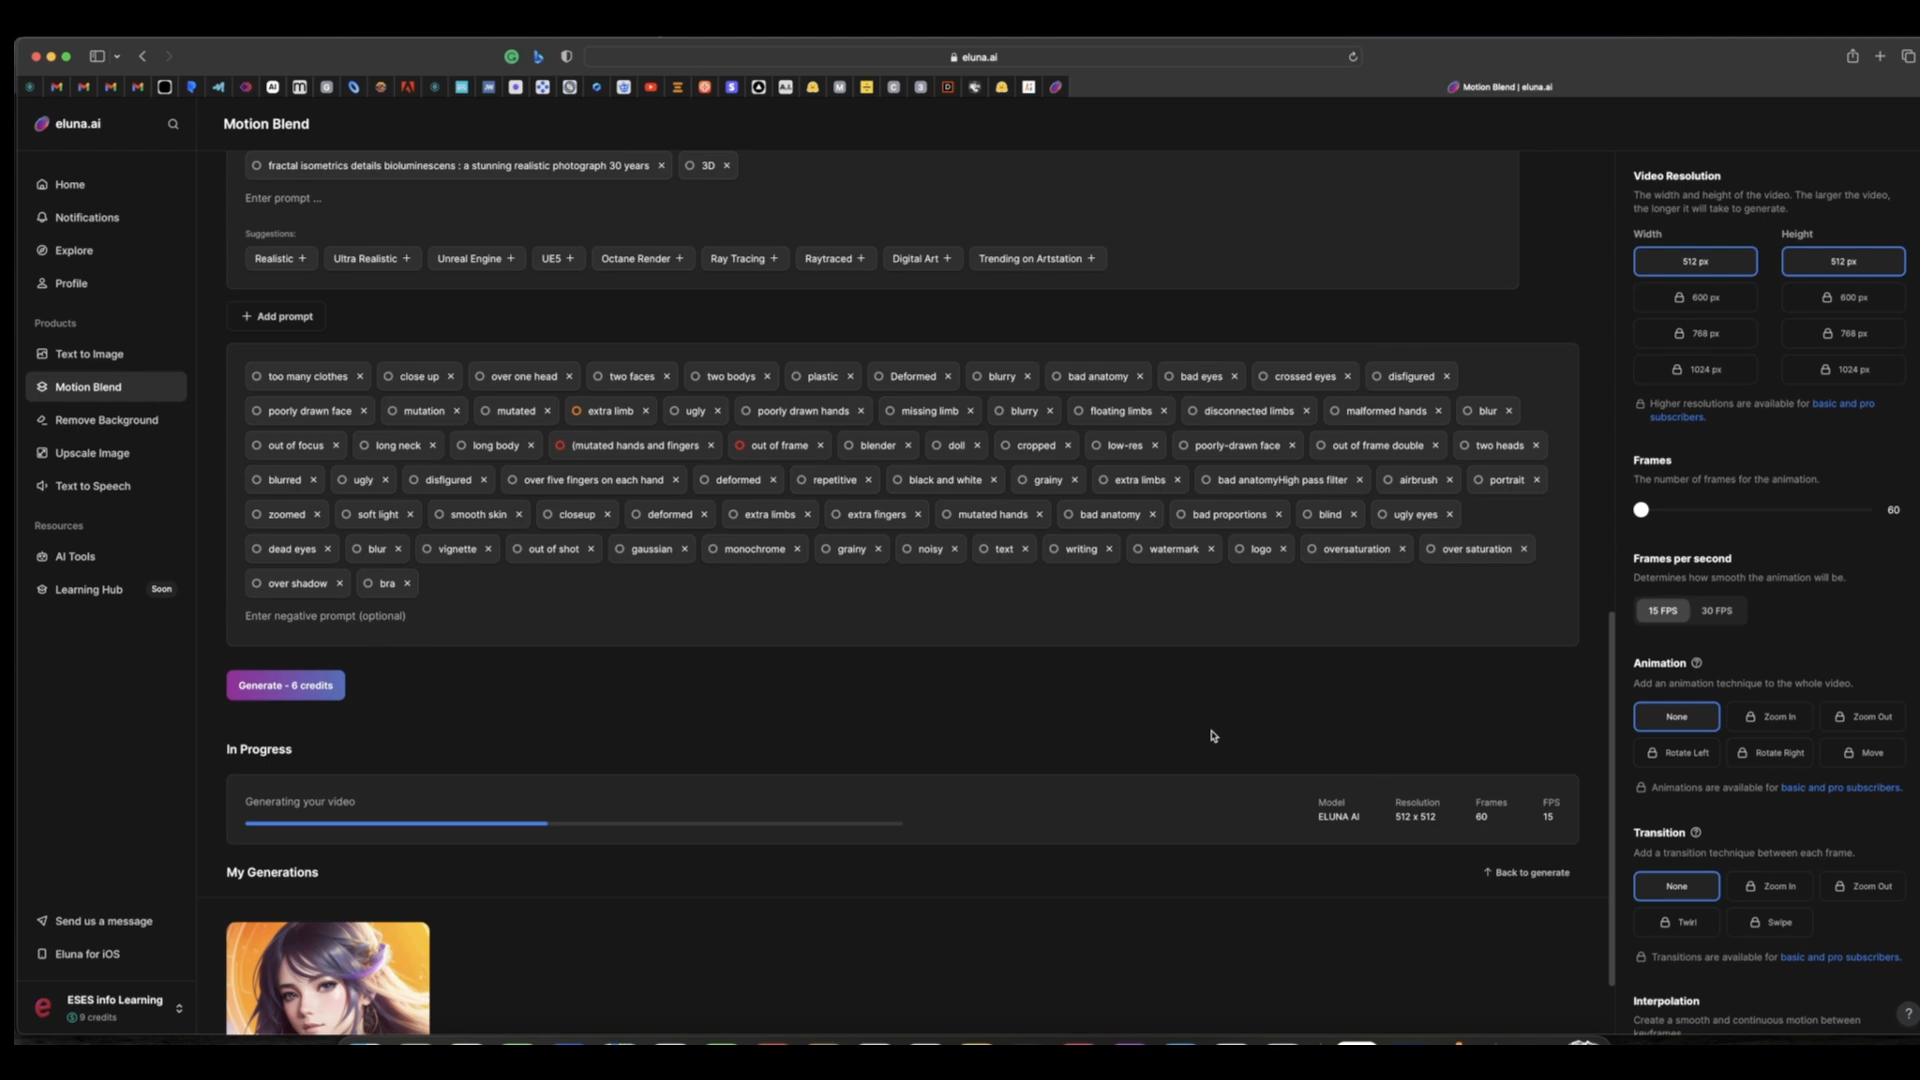 eluna.ai
Motion Blend | eluna.ai
eluna.ai
Motion Blend
Home
Notifications
Explore
Profile
Products
Text to Image
Motion Blend
Remove Background
Upscale Image
Text to Speech
Resources
AI Tools
Learning Hub Soon
Send us a message
Eluna for iOS
ESES info Learning
9 credits
fractal isometrics details bioluminescens : a stunning realistic photograph 30 years × 3D ×
Enter prompt ...
Suggestions:
Realistic + Ultra Realistic + Unreal Engine + UE5 + Octane Render + Ray Tracing + Raytraced + Digital Art + Trending on Artstation +
+ Add prompt
too many clothes × close up × over one head × two faces × two bodys × plastic × Deformed × blurry × bad anatomy × bad eyes × crossed eyes × disfigured ×
poorly drawn face × mutation × mutated × extra limb × ugly × poorly drawn hands × missing limb × blurry × floating limbs × disconnected limbs × malformed hands × blur ×
out of focus × long neck × long body × (mutated hands and fingers × out of frame × blender × doll × cropped × low-res × poorly-drawn face × out of frame double × two heads ×
blurred × ugly × disfigured × over five fingers on each hand × deformed × repetitive × black and white × grainy × extra limbs × bad anatomyHigh pass filter × airbrush × portrait ×
zoomed × soft light × smooth skin × closeup × deformed × extra limbs × extra fingers × mutated hands × bad anatomy × bad proportions × blind × ugly eyes ×
dead eyes × blur × vignette × out of shot × gaussian × monochrome × grainy × noisy × text × writing × watermark × logo × oversaturation × over saturation ×
over shadow × bra ×
Enter negative prompt (optional)
Generate - 6 credits
In Progress
Generating your video
Model Resolution Frames FPS
ELUNA AI 512 x 512 60 15
My Generations
↑ Back to generate
Video Resolution
The width and height of the video. The larger the video,
the longer it will take to generate.
Width Height
512 px 512 px
600 px 600 px
768 px 768 px
1024 px 1024 px
Higher resolutions are available for basic and pro
subscribers.
Frames
The number of frames for the animation.
60
Frames per second
Determines how smooth the animation will be.
15 FPS 30 FPS
Animation ?
Add an animation technique to the whole video.
None Zoom In Zoom Out
Rotate Left Rotate Right Move
Animations are available for basic and pro subscribers.
Transition ?
Add a transition technique between each frame.
None Zoom In Zoom Out
Twirl Swipe
Transitions are available for basic and pro subscribers.
Interpolation
Create a smooth and continuous motion between
keyframes
?